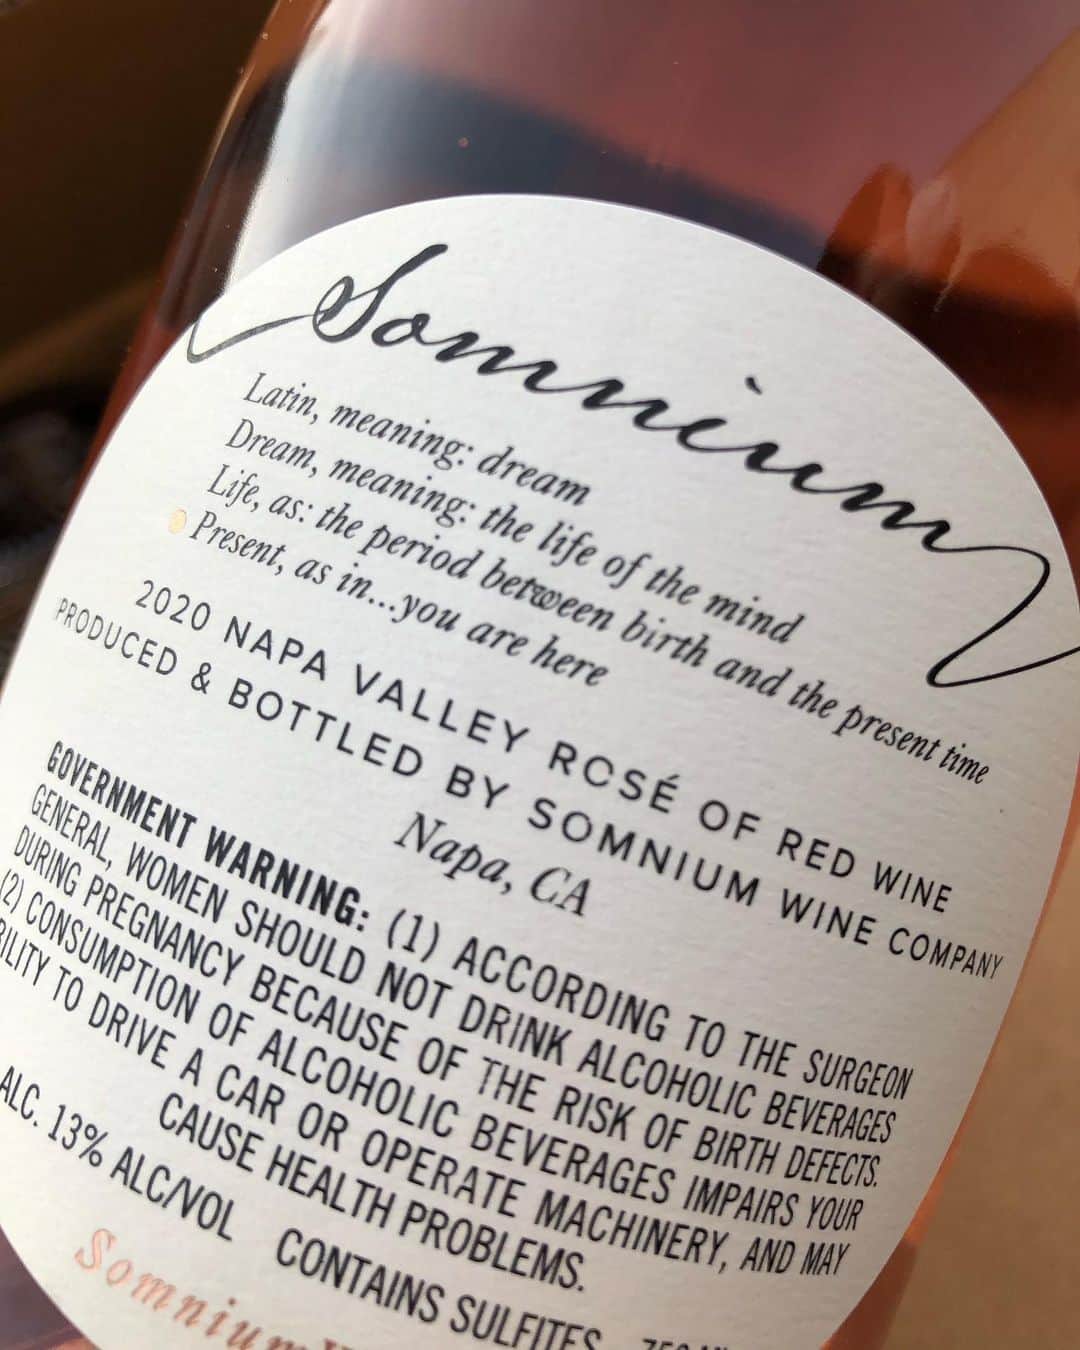 Somnium
Latin, meaning: dream
Dream, meaning: the life of the mind
Life, as: the period between birth and the present time
Present, as in...you are here
2020 NAPA VALLEY ROSÉ OF RED WINE
PRODUCED & BOTTLED BY SOMNIUM WINE COMPANY
Napa, CA
GOVERNMENT WARNING: (1) ACCORDING TO THE SURGEON
GENERAL, WOMEN SHOULD NOT DRINK ALCOHOLIC BEVERAGES
DURING PREGNANCY BECAUSE OF THE RISK OF BIRTH DEFECTS.
(2) CONSUMPTION OF ALCOHOLIC BEVERAGES IMPAIRS YOUR
BILITY TO DRIVE A CAR OR OPERATE MACHINERY, AND MAY
CAUSE HEALTH PROBLEMS.
ALC. 13% ALC/VOL CONTAINS SULFITES
Somnium